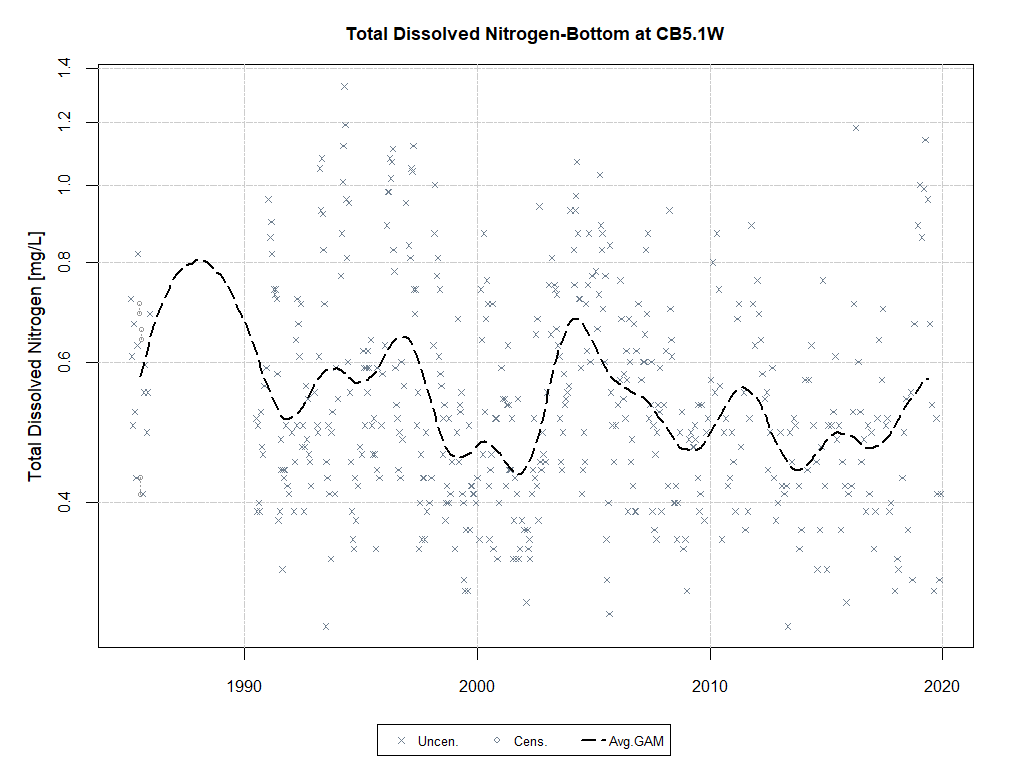 Total Dissolved Nitrogen-Bottom at CB5.1W
Total Dissolved Nitrogen [mg/L]
1.4
1.2
1.0
0.8
0.6
0.4
1990 2000 2010 2020
Uncen. Cens. Avg.GAM